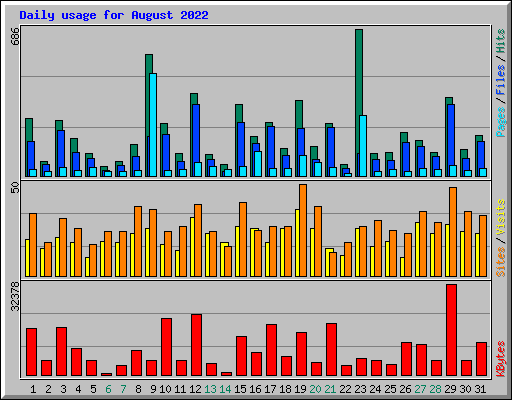 Daily usage for August 2022
686
Pages / Files / Hits
50
Sites / Visits
32378
KBytes
1 2 3 4 5 6 7 8 9 10 11 12 13 14 15 16 17 18 19 20 21 22 23 24 25 26 27 28 29 30 31